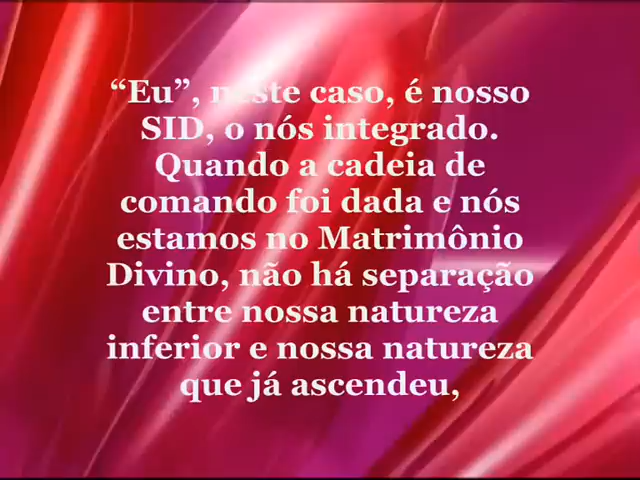 “Eu”, neste caso, é nosso
SID, o nós integrado.
Quando a cadeia de
comando foi dada e nós
estamos no Matrimônio
Divino, não há separação
entre nossa natureza
inferior e nossa natureza
que já ascendeu,